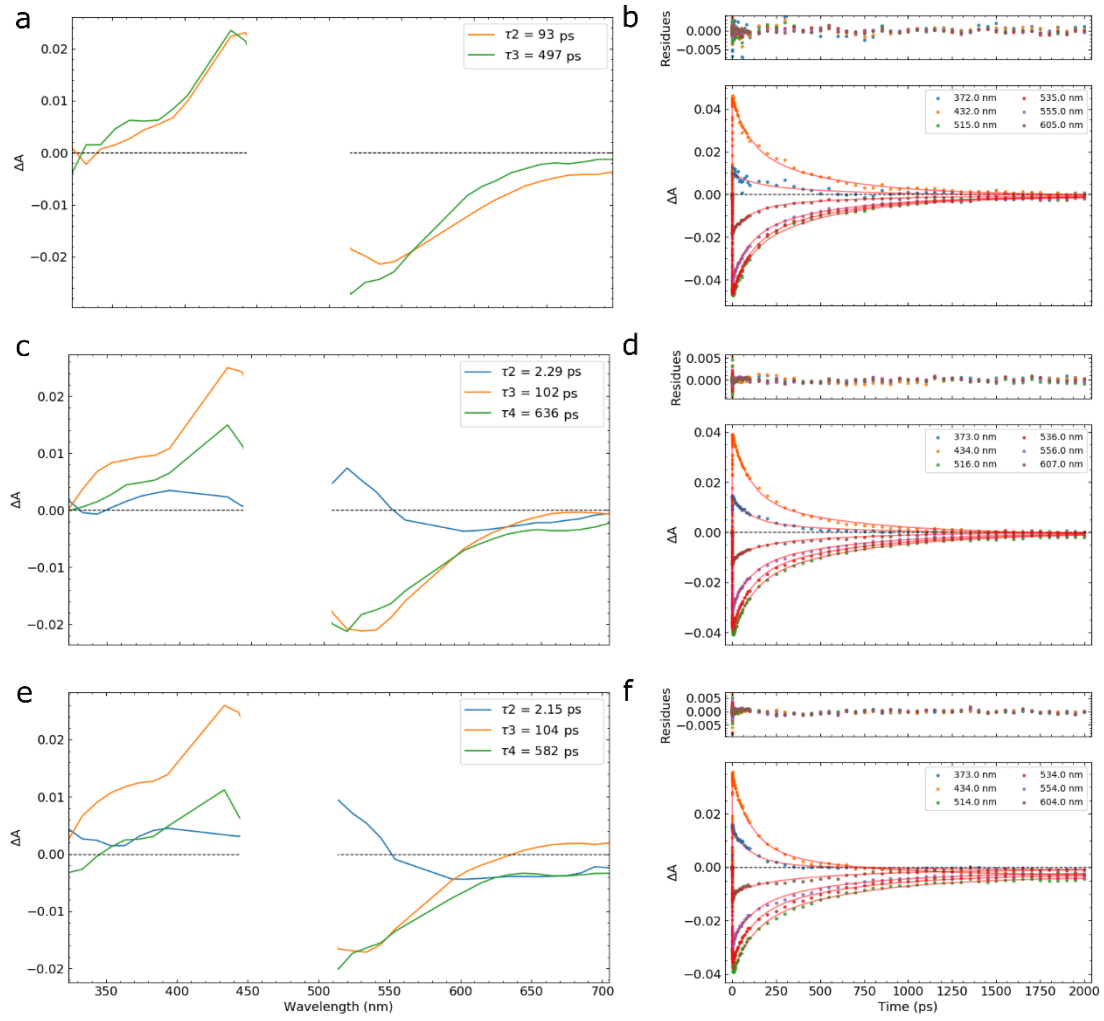 a
0.02
0.01
0.00
−0.01
−0.02
ΔA
τ2 = 93 ps
τ3 = 497 ps
b
0.000
−0.005
Residues
0.04
0.02
0.00
−0.02
−0.04
ΔA
372.0 nm 535.0 nm
432.0 nm 555.0 nm
515.0 nm 605.0 nm
c
0.02
0.01
0.00
−0.01
−0.02
ΔA
τ2 = 2.29 ps
τ3 = 102 ps
τ4 = 636 ps
d
0.005
0.000
Residues
0.04
0.02
0.00
−0.02
−0.04
ΔA
373.0 nm 536.0 nm
434.0 nm 556.0 nm
516.0 nm 607.0 nm
e
0.02
0.01
0.00
−0.01
−0.02
ΔA
τ2 = 2.15 ps
τ3 = 104 ps
τ4 = 582 ps
350 400 450 500 550 600 650 700
Wavelength (nm)
f
0.005
0.000
−0.005
Residues
0.02
0.00
−0.02
−0.04
ΔA
373.0 nm 534.0 nm
434.0 nm 554.0 nm
514.0 nm 604.0 nm
0 250 500 750 1000 1250 1500 1750 2000
Time (ps)